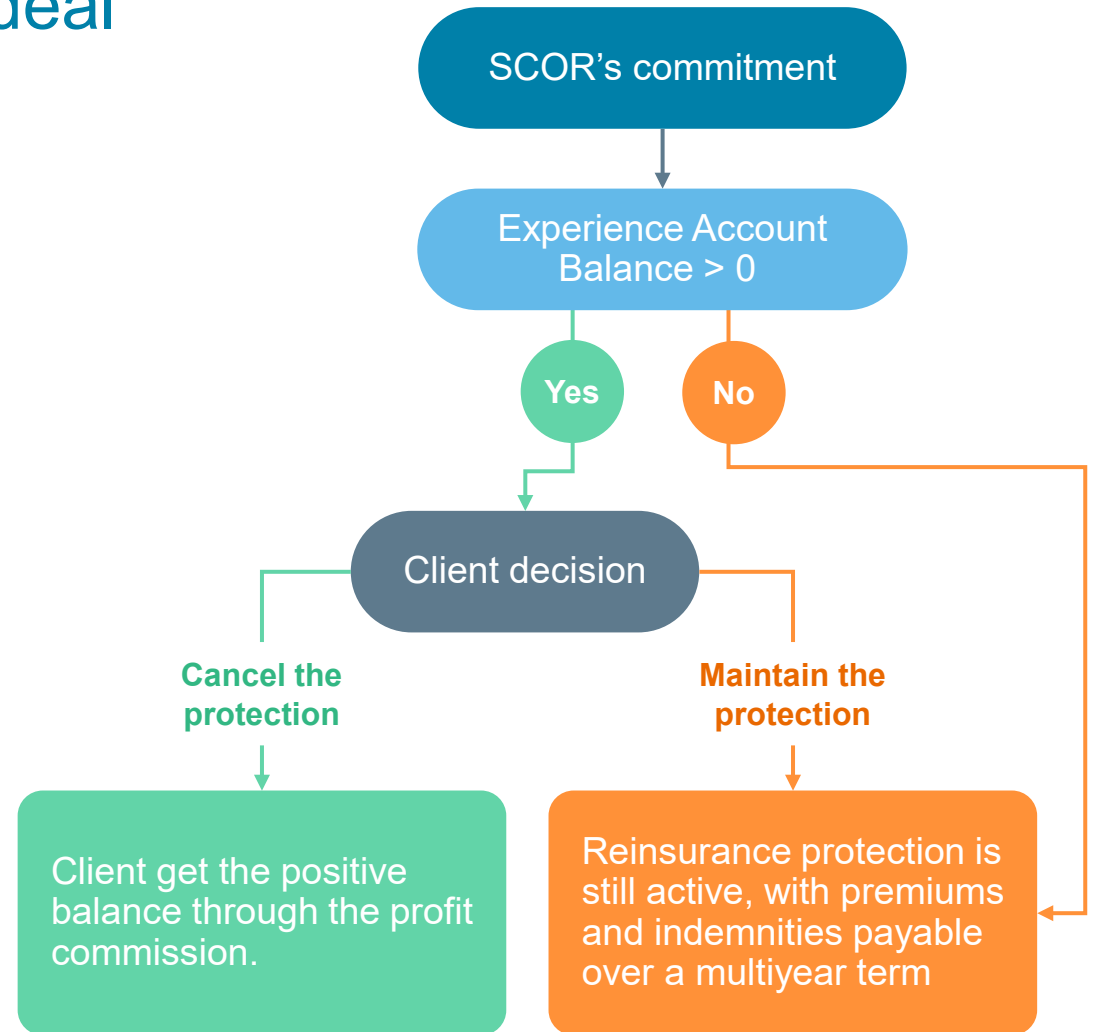 deal
SCOR’s commitment
Experience Account
Balance > 0
Yes
No
Client decision
Cancel the
protection
Maintain the
protection
Client get the positive
balance through the profit
commission.
Reinsurance protection is
still active, with premiums
and indemnities payable
over a multiyear term